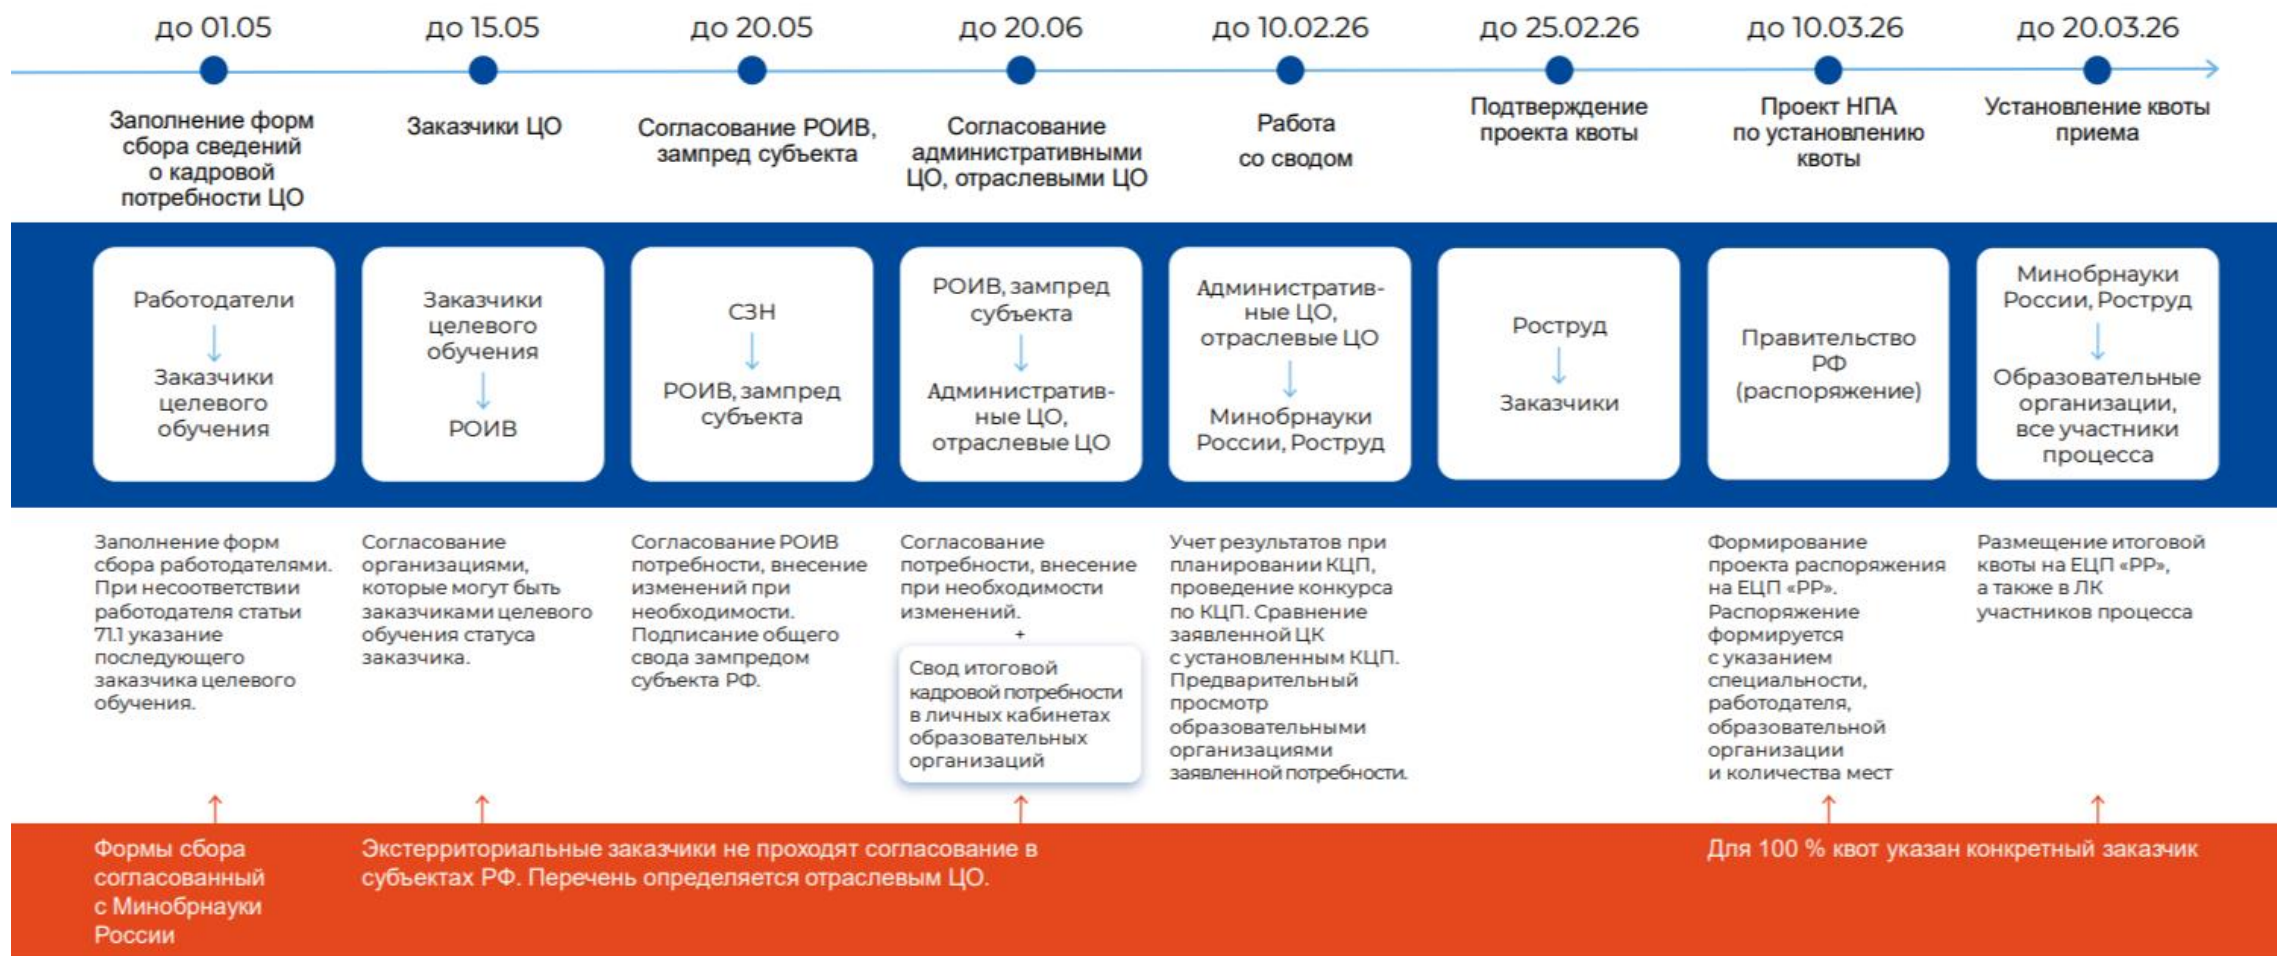 до 01.05
до 15.05
до 20.05
до 20.06
до 10.02.26
до 25.02.26
до 10.03.26
до 20.03.26
Заполнение форм
сбора сведений
о кадровой
потребности ЦО
Заказчики ЦО
Согласование РОИВ,
зампред субъекта
Согласование
административными
ЦО, отраслевыми ЦО
Работа
со сводом
Подтверждение
проекта квоты
Проект НПА
по установлению
квоты
Установление квоты
приема
Работодатели
Заказчики
целевого
обучения
Заказчики
целевого
обучения
РОИВ
СЗН
РОИВ, зампред
субъекта
РОИВ, зампред
субъекта
Административ-
ные ЦО,
отраслевые ЦО
Административ-
ные ЦО,
отраслевые ЦО
Минобрнауки
России, Роструд
Роструд
Заказчики
Правительство
РФ
(распоряжение)
Минобрнауки
России, Роструд
Образовательные
организации,
все участники
процесса
Заполнение форм
сбора работодателями.
При несоответствии
работодателя статьи
71.1 указание
последующего
заказчика целевого
обучения.
Согласование
организациями,
которые могут быть
заказчиками целевого
обучения статуса
заказчика.
Согласование РОИВ
потребности, внесение
изменений при
необходимости.
Подписание общего
свода зампредом
субъекта РФ.
Согласование
потребности, внесение
при необходимости
изменений.
+
Свод итоговой
кадровой потребности
в личных кабинетах
образовательных
организаций
Учет результатов при
планировании КЦП,
проведение конкурса
по КЦП. Сравнение
заявленной ЦК
с установленным КЦП.
Предварительный
просмотр
образовательными
организациями
заявленной потребности.
Формирование
проекта распоряжения
на ЕЦП «РР».
Распоряжение
формируется
с указанием
специальности,
работодателя,
образовательной
организации
и количества мест
Размещение итоговой
квоты на ЕЦП «РР»,
а также в ЛК
участников процесса
Формы сбора
согласованный
с Минобрнауки
России
Экстерриториальные заказчики не проходят согласование в
субъектах РФ. Перечень определяется отраслевым ЦО.
Для 100 % квот указан конкретный заказчик